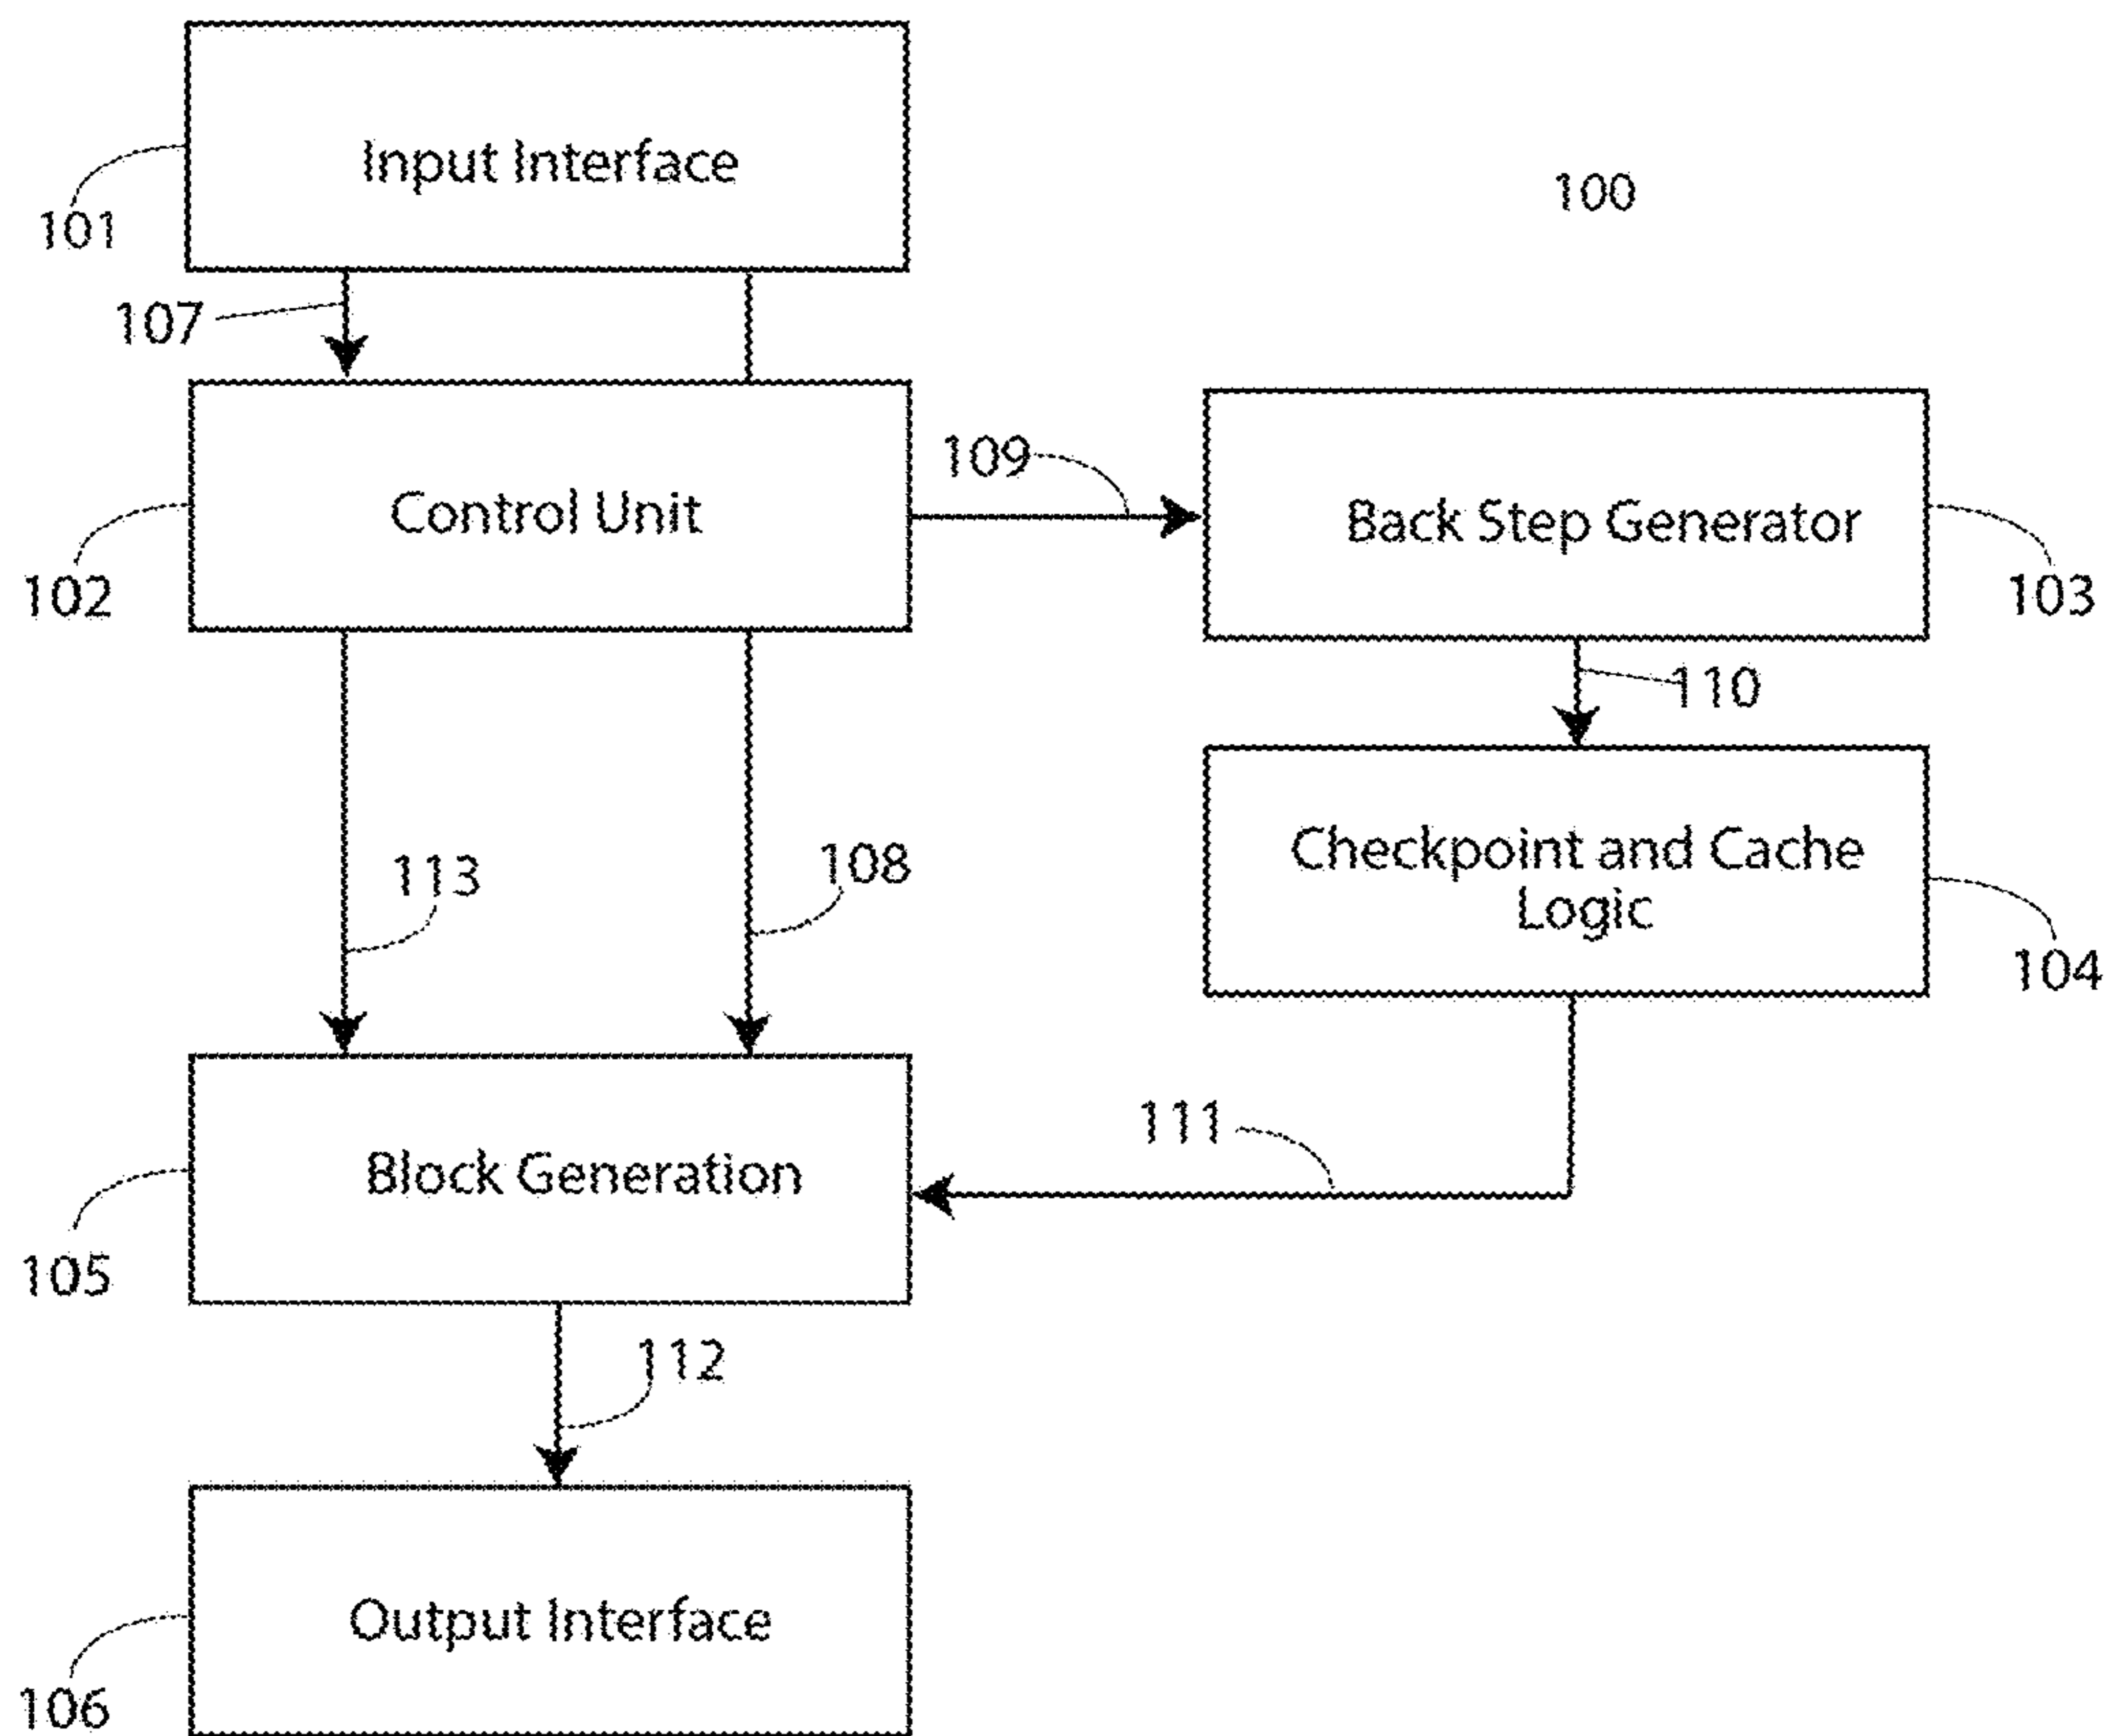 Input Interface
100
101
107
Control Unit
109
Back Step Generator
102
103
110
113
108
Checkpoint and Cache
Logic
104
111
Block Generation
105
112
Output Interface
106